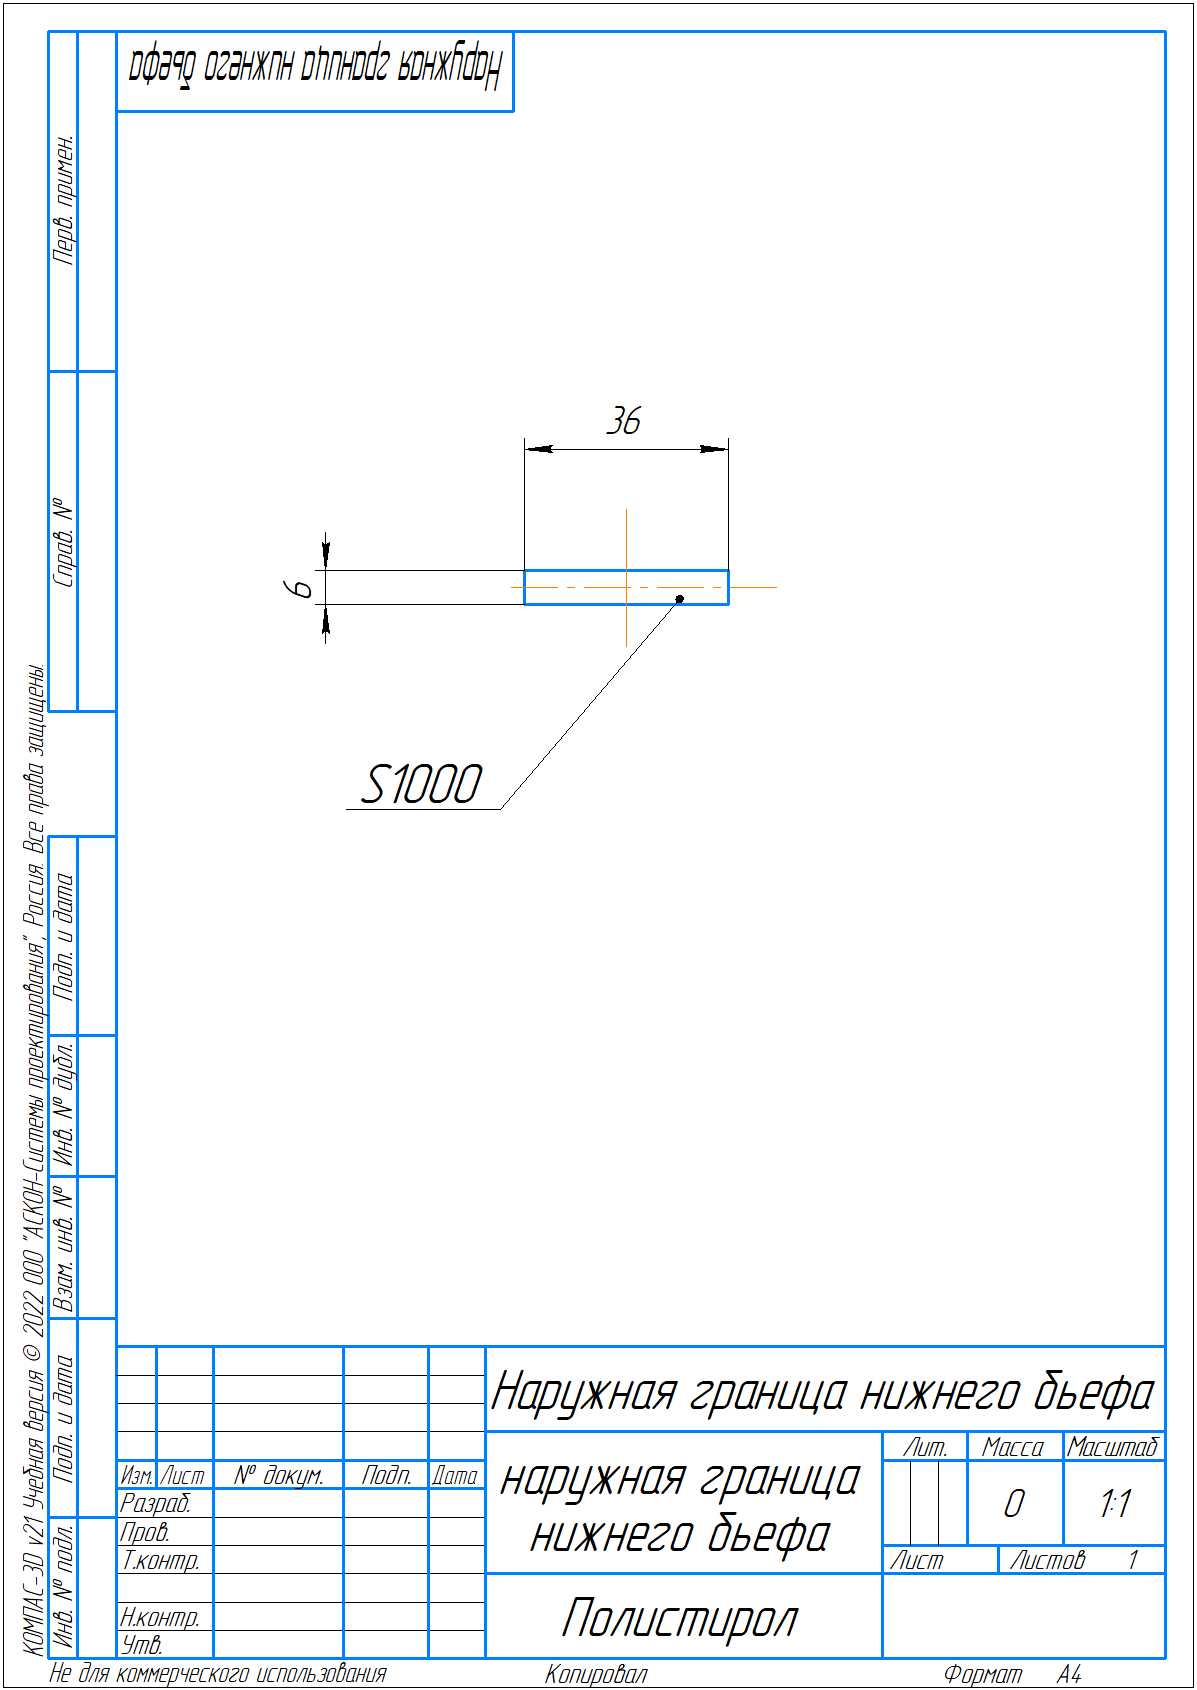 Наружная граница нижнего бьефа
Перв. примен.
Справ. №
36
6
S1000
Подп. и дата
Инв. № дубл.
Взам. инв. №
Подп. и дата
Инв. № подл.
КОМПАС-3D v21 Учебная версия © 2022 ООО "АСКОН-Системы проектирования", Россия. Все права защищены.
Наружная граница нижнего бьефа
Изм. Лист № докум. Подп. Дата
Разраб.
Пров.
Т.контр.
Н.контр.
Утв.
наружная граница
нижнего бьефа
Лит. Масса Масштаб
0 1:1
Лист Листов 1
Полистирол
Не для коммерческого использования Копировал Формат А4